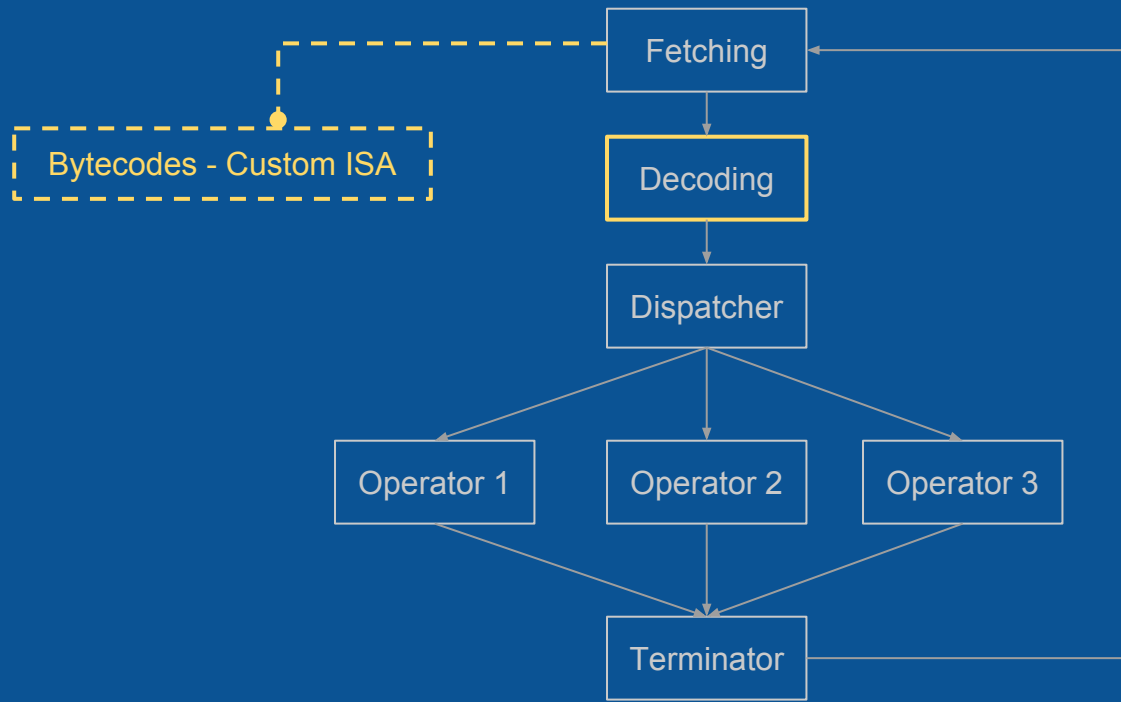 Fetching
Bytecodes - Custom ISA
Decoding
Dispatcher
Operator 1
Operator 2
Operator 3
Terminator